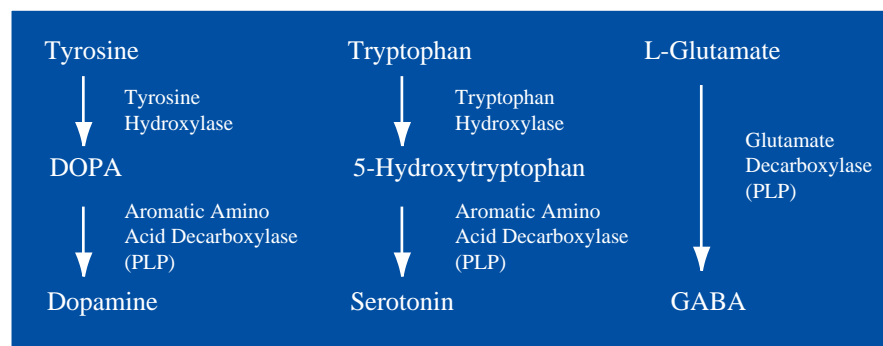 Tyrosine
Tyrosine
Hydroxylase
DOPA
Aromatic Amino
Acid Decarboxylase
(PLP)
Dopamine
Tryptophan
Tryptophan
Hydroxylase
5-Hydroxytryptophan
Aromatic Amino
Acid Decarboxylase
(PLP)
Serotonin
L-Glutamate
Glutamate
Decarboxylase
(PLP)
GABA